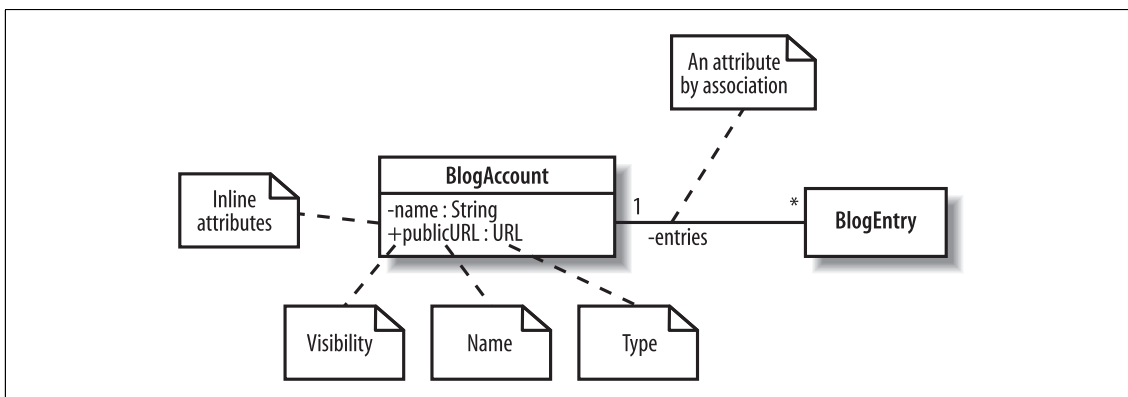 An attribute
by association
BlogAccount
Inline
attributes
-name : String
+publicURL : URL
1
*
-entries
BlogEntry
Visibility
Name
Type